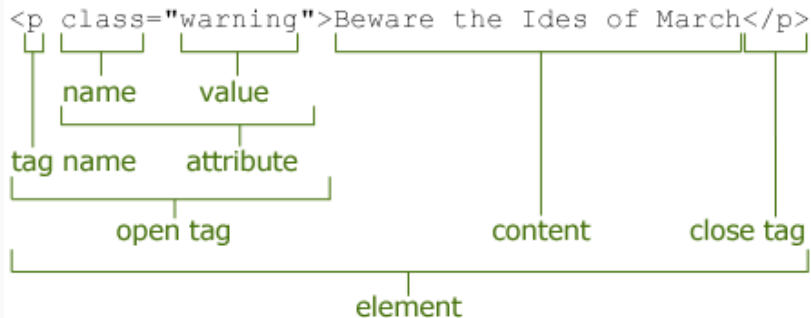 <p class="warning">Beware the Ides of March</p>
name value
tag name attribute
open tag content close tag
element